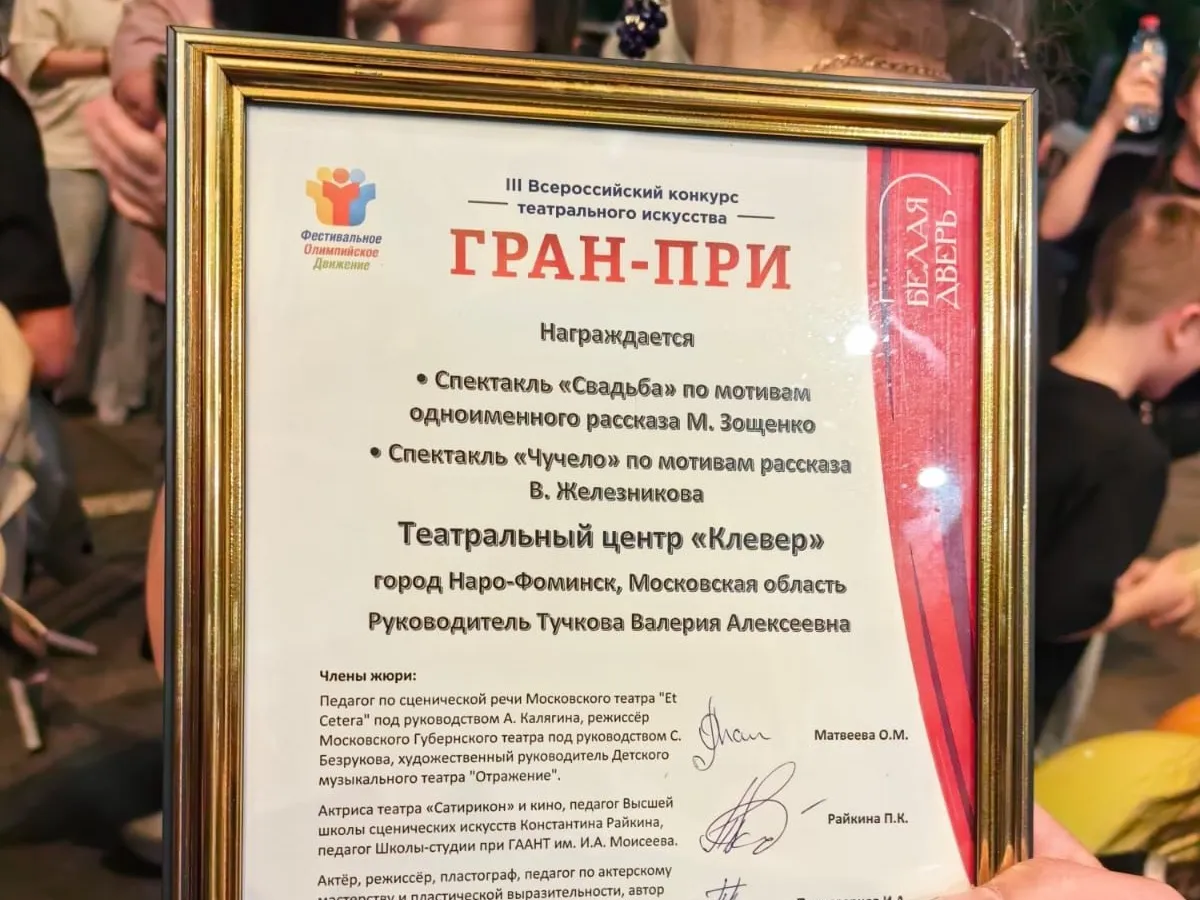 Фестивальное
Олимпийское
Движение
III Всероссийский конкурс
театрального искусства
ГРАН-ПРИ
БЕЛАЯ
ДВЕРЬ
Награждается
• Спектакль «Свадьба» по мотивам
одноименного рассказа М. Зощенко
• Спектакль «Чучело» по мотивам рассказа
В. Железникова
Театральный центр «Клевер»
город Наро-Фоминск, Московская область
Руководитель Тучкова Валерия Алексеевна
Члены жюри:
Педагог по сценической речи Московского театра "Et
Cetera" под руководством А. Калягина, режиссёр
Московского Губернского театра под руководством С.
Безрукова, художественный руководитель Детского
музыкального театра "Отражение".
Матвеева О.М.
Актриса театра «Сатирикон» и кино, педагог Высшей
школы сценических искусств Константина Райкина,
педагог Школы-студии при ГААНТ им. И.А. Моисеева.
Райкина П.К.
Актёр, режиссёр, пластограф, педагог по актерскому
мастерству и пластической выразительности, автор